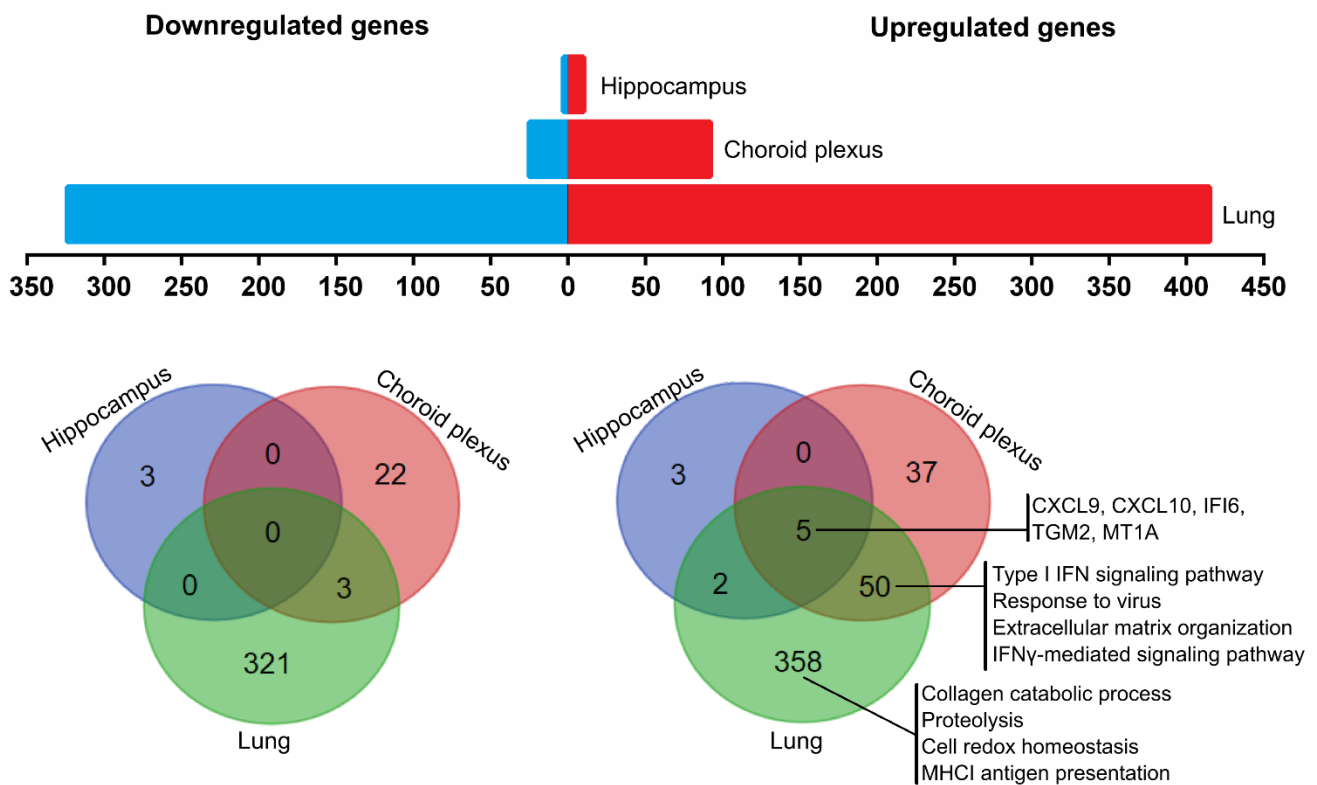 Downregulated genes
Upregulated genes
Hippocampus
Choroid plexus
Lung
350 300 250 200 150 100 50 0 50 100 150 200 250 300 350 400 450
Hippocampus
Choroid plexus
3
0
22
0
0
3
321
Lung
Hippocampus
Choroid plexus
3
0
37
5
2
50
358
Lung
CXCL9, CXCL10, IFI6,
TGM2, MT1A
Type I IFN signaling pathway
Response to virus
Extracellular matrix organization
IFNγ-mediated signaling pathway
Collagen catabolic process
Proteolysis
Cell redox homeostasis
MHCI antigen presentation